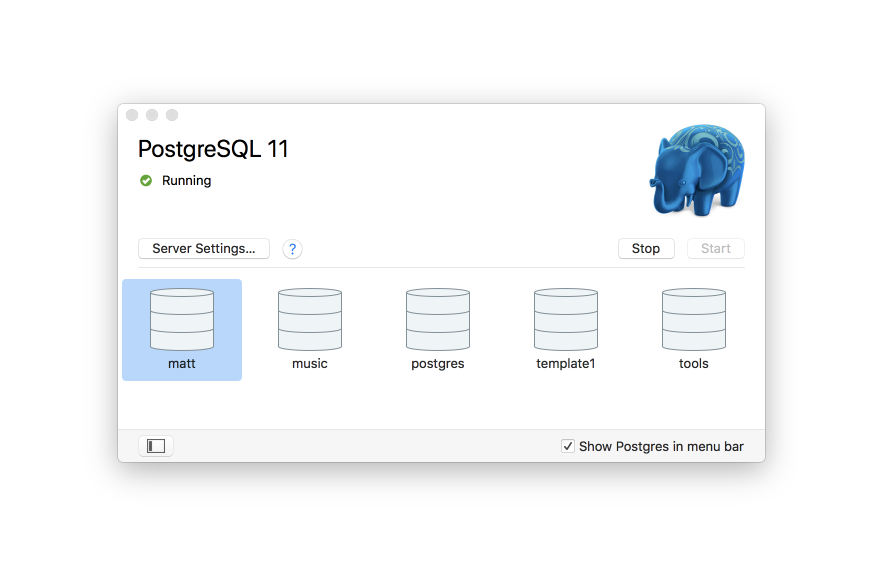 PostgreSQL 11
Running
Server Settings...
?
Stop
Start
matt
music
postgres
template1
tools
Show Postgres in menu bar